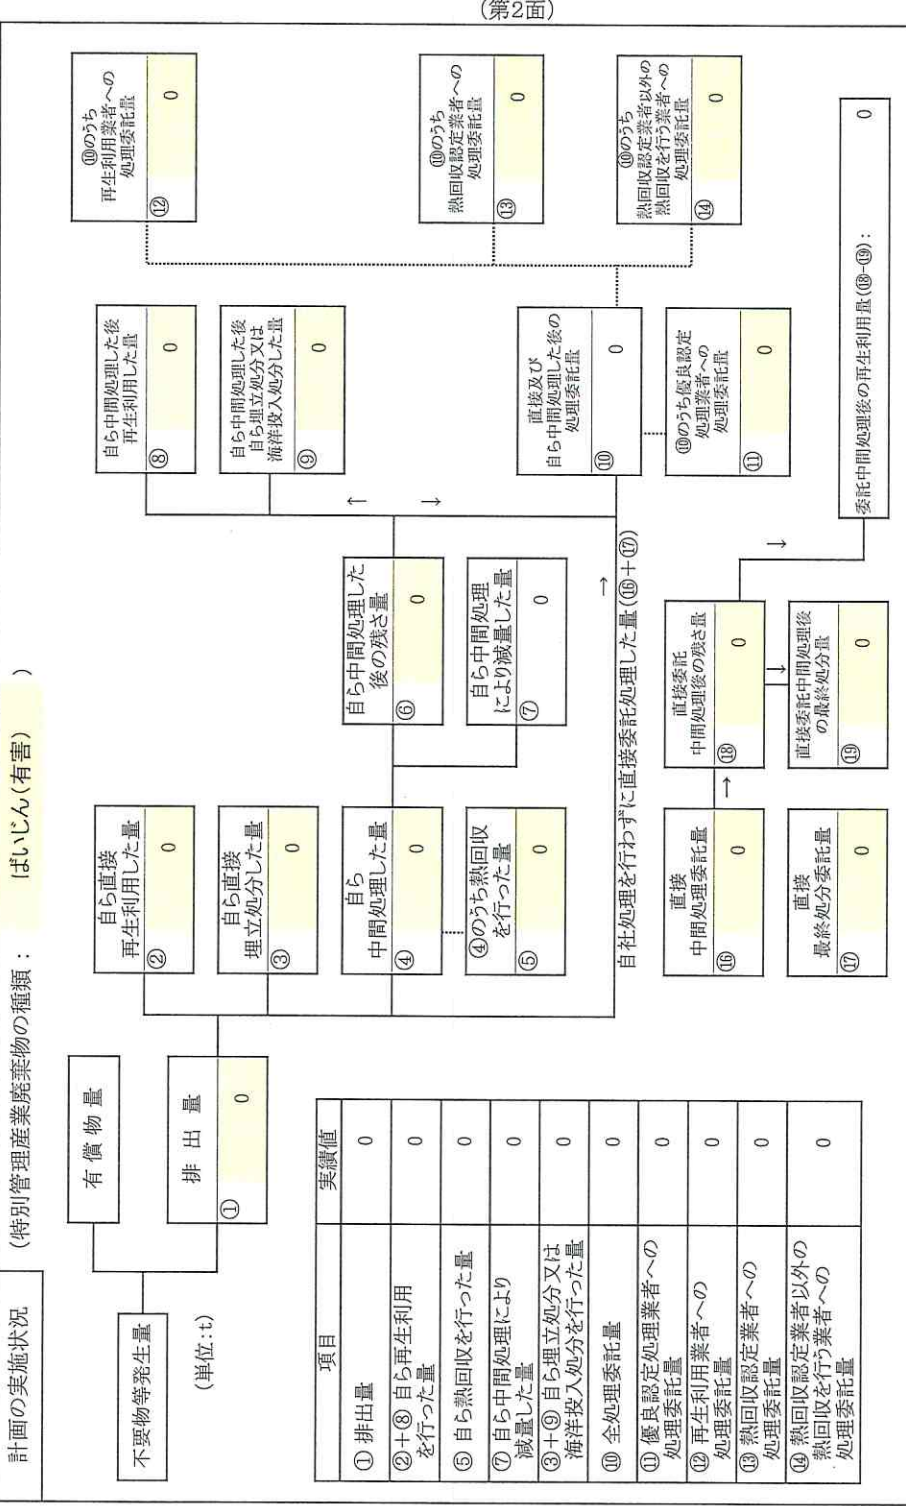 (第2面)
計画の実施状況
(特別管理産業廃棄物の種類： ばいじん(有害) )
不要物等発生量
(単位:t)
有 償 物 量
排 出 量
① 0
自ら直接
再生利用した量
② 0
自ら直接
埋立処分した量
③ 0
自ら
中間処理した量
④ 0
④のうち熱回収
を行った量
⑤ 0
自ら中間処理した
後の残さ量
⑥ 0
自ら中間処理
により減量した量
⑦ 0
自ら中間処理した後
再生利用した量
⑧ 0
自ら中間処理した後
自ら埋立処分又は
海洋投入処分した量
⑨ 0
↑
↓
直接及び
自ら中間処理した後の
処理委託量
⑩ 0
⑩のうち優良認定
処理業者への
処理委託量
⑪ 0
⑩のうち
再生利用業者への
処理委託量
⑫ 0
⑩のうち
熱回収認定業者への
処理委託量
⑬ 0
⑩のうち
熱回収認定業者以外の
熱回収を行う業者への
処理委託量
⑭ 0
→
自社処理を行わずに直接委託処理した量(⑯＋⑰)
直接
中間処理委託量
⑯ 0
→
直接
最終処分委託量
⑰ 0
直接委託
中間処理後の残さ量
⑱ 0
↓
→
直接委託中間処理後
の最終処分量
⑲ 0
委託中間処理後の再生利用量(⑱-⑲)： 0
項目 実績値
① 排出量 0
②＋⑧ 自ら再生利用
を行った量 0
⑤ 自ら熱回収を行った量 0
⑦ 自ら中間処理により
減量した量 0
③＋⑨ 自ら埋立処分又は
海洋投入処分を行った量 0
⑩ 全処理委託量 0
⑪ 優良認定処理業者への
処理委託量 0
⑫ 再生利用業者への
処理委託量 0
⑬ 熱回収認定業者への
処理委託量 0
⑭ 熱回収認定業者以外の
熱回収を行う業者への
処理委託量 0